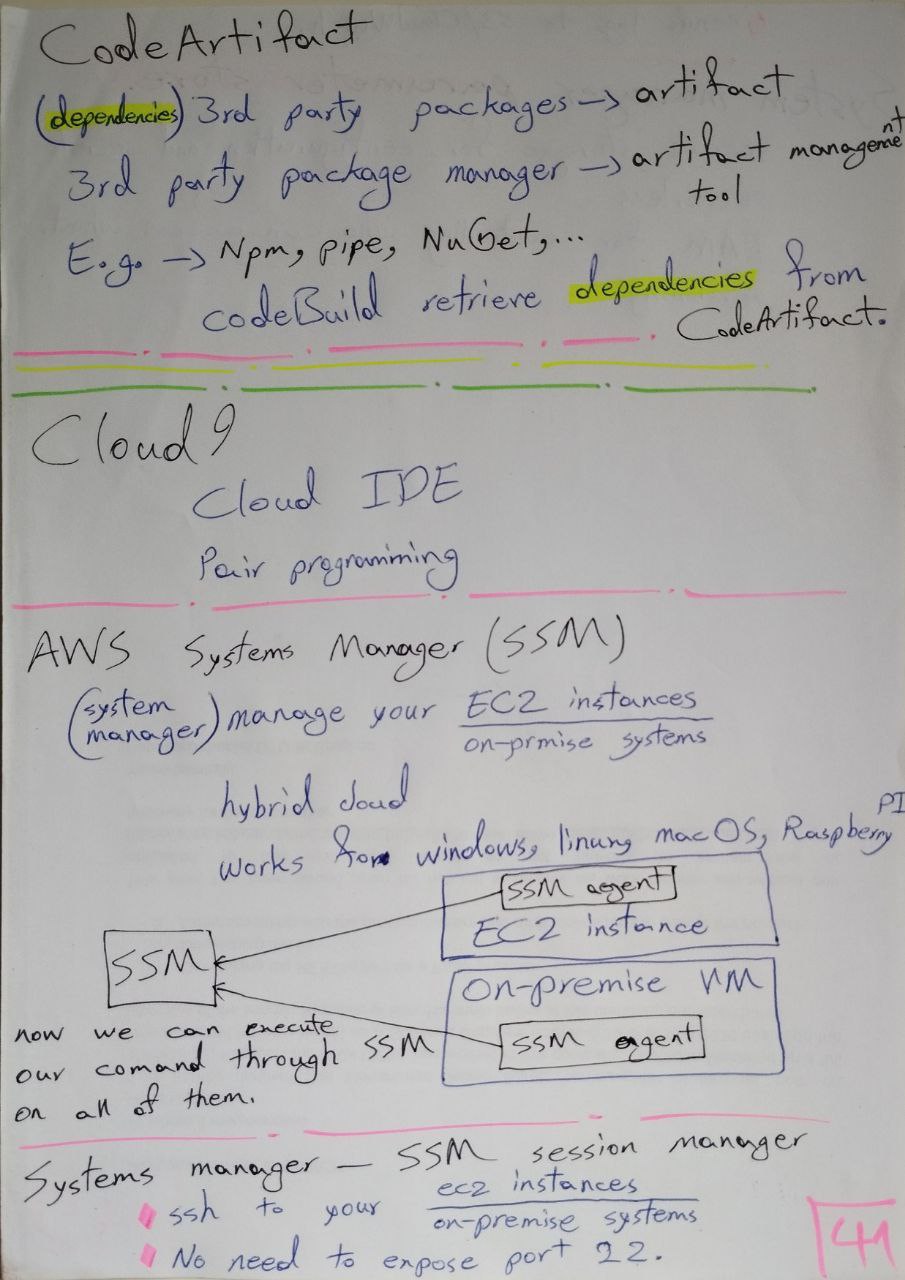 CodeArtifact
(dependencies) 3rd party packages → artifact
3rd party package manager → artifact management
tool
E.g. → Npm, pipe, NuGet, ...
codeBuild retrieve dependencies from
CodeArtifact.
Cloud 9
Cloud IDE
Pair programming
AWS Systems Manager (SSM)
(system manager) manage your EC2 instances
on-prmise systems
hybrid cloud
works for windows, linux, macOS, Raspberry PI
SSM agent
EC2 instance
SSM
On-premise VM
SSM agent
now we can execute
our comand through SSM
on all of them.
Systems manager – SSM session manager
ssh to your ec2 instances
on-premise systems
No need to expose port 22.
41